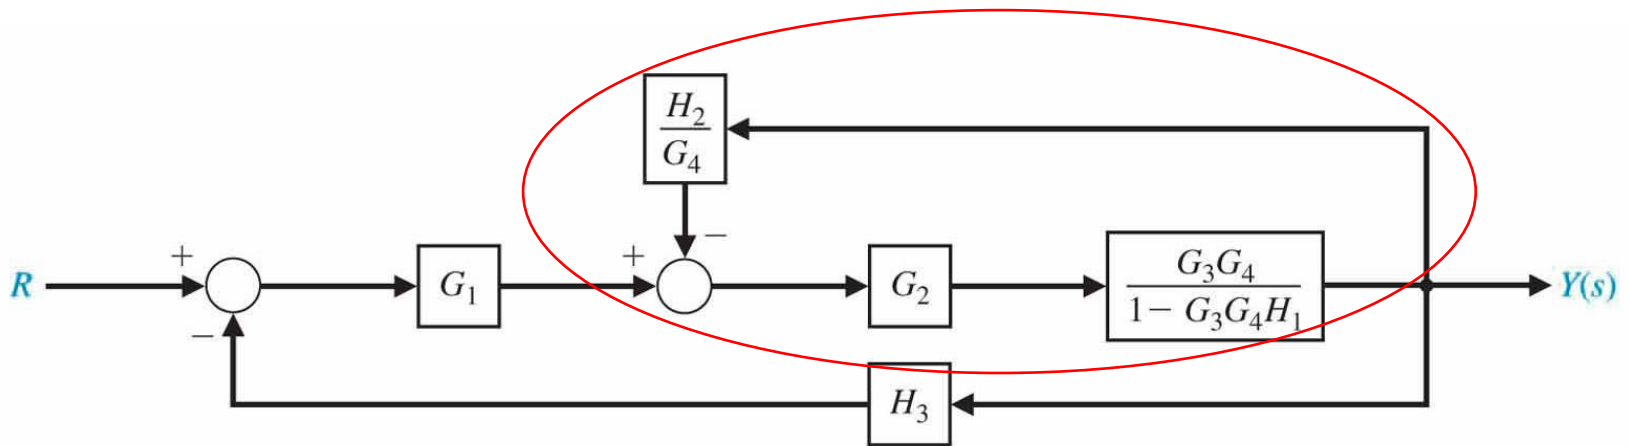 H₂
G₄
−
+
+
R
G₁
G₂
G₃G₄
1− G₃G₄H₁
Y(s)
−
H₃